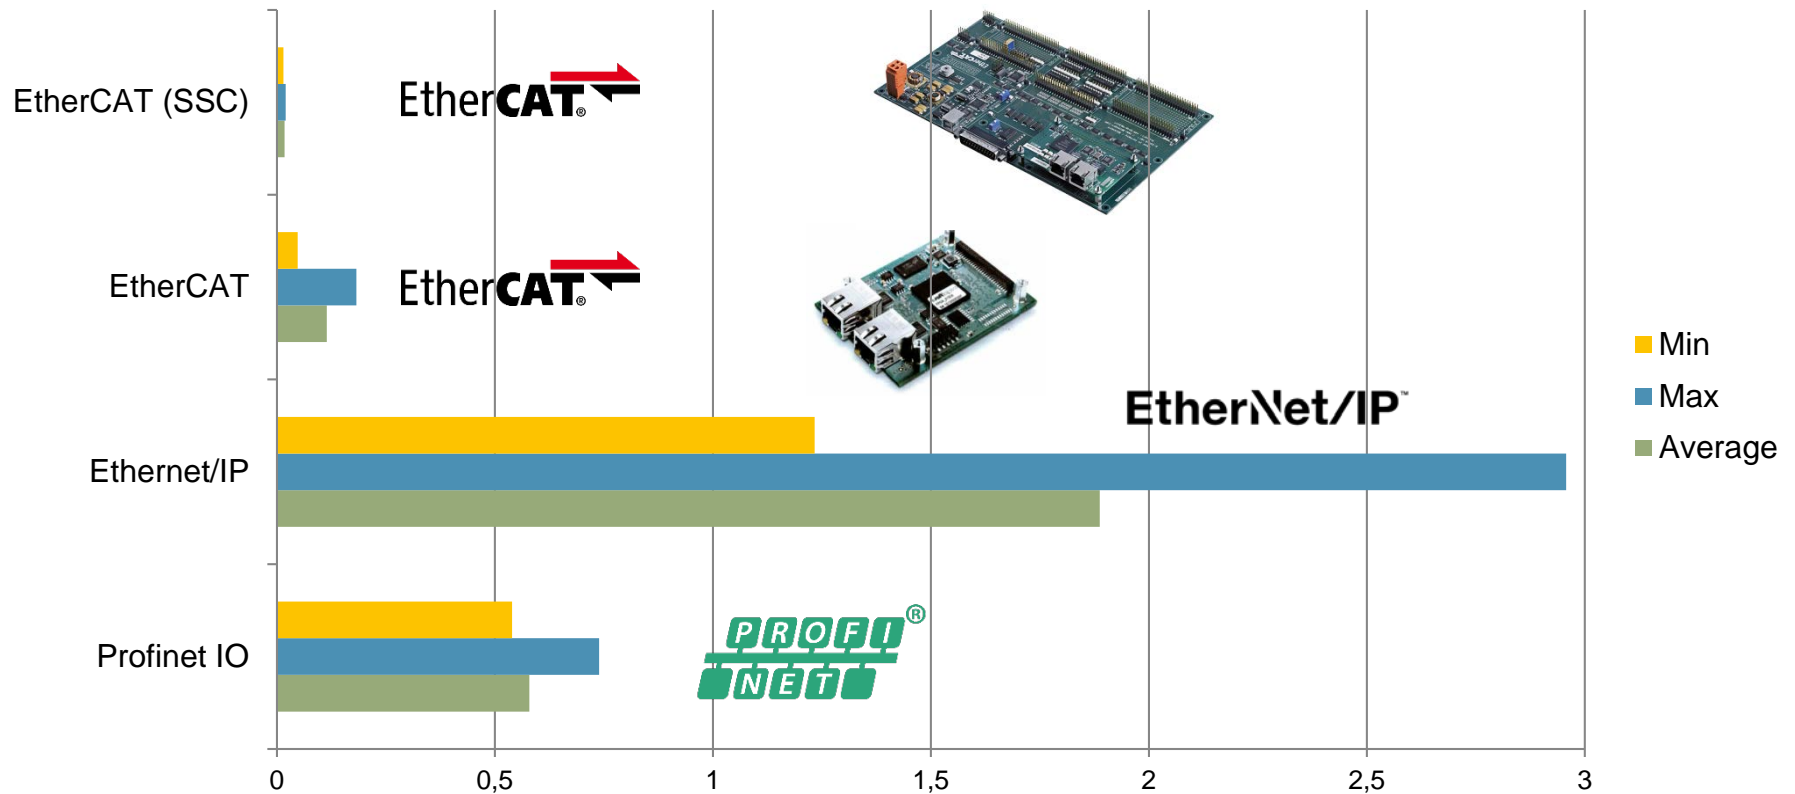 EtherCAT (SSC)
EtherCAT®
EtherCAT
EtherCAT®
EtherNet/IP™
Ethernet/IP
Profinet IO
PROFI®
NET
Min
Max
Average
0 0,5 1 1,5 2 2,5 3